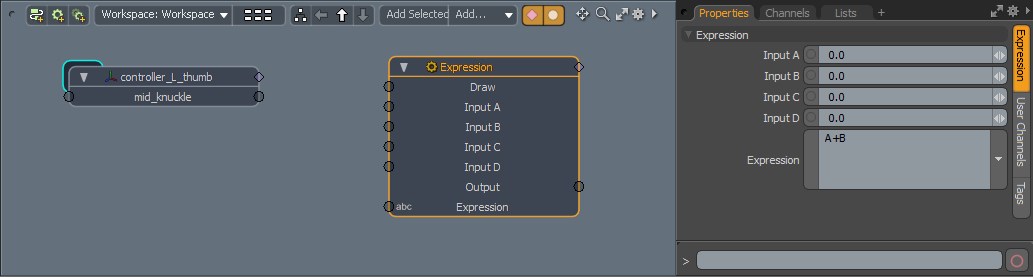 Workspace: Workspace
Add Selected
Add...
controller_L_thumb
mid_knuckle
Expression
Draw
Input A
Input B
Input C
Input D
Output
abc Expression
Properties Channels Lists +
Expression
Input A 0.0
Input B 0.0
Input C 0.0
Input D 0.0
Expression A+B
Expression
User Channels
Tags
>